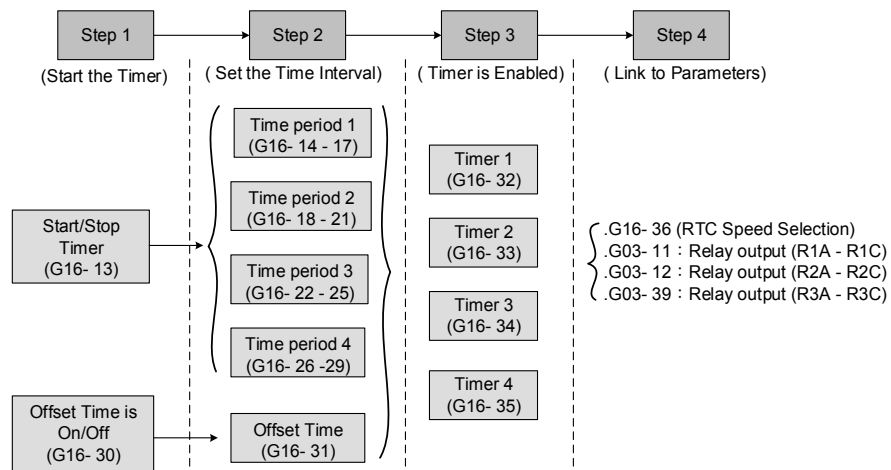 Step 1
Step 2
Step 3
Step 4
(Start the Timer)
( Set the Time Interval)
( Timer is Enabled)
( Link to Parameters)
Start/Stop
Timer
(G16- 13)
Offset Time is
On/Off
(G16- 30)
Time period 1
(G16- 14 - 17)
Time period 2
(G16- 18 - 21)
Time period 3
(G16- 22 - 25)
Time period 4
(G16- 26 -29)
Offset Time
(G16- 31)
Timer 1
(G16- 32)
Timer 2
(G16- 33)
Timer 3
(G16- 34)
Timer 4
(G16- 35)
.G16- 36 (RTC Speed Selection)
.G03- 11：Relay output (R1A - R1C)
.G03- 12：Relay output (R2A - R2C)
.G03- 39：Relay output (R3A - R3C)